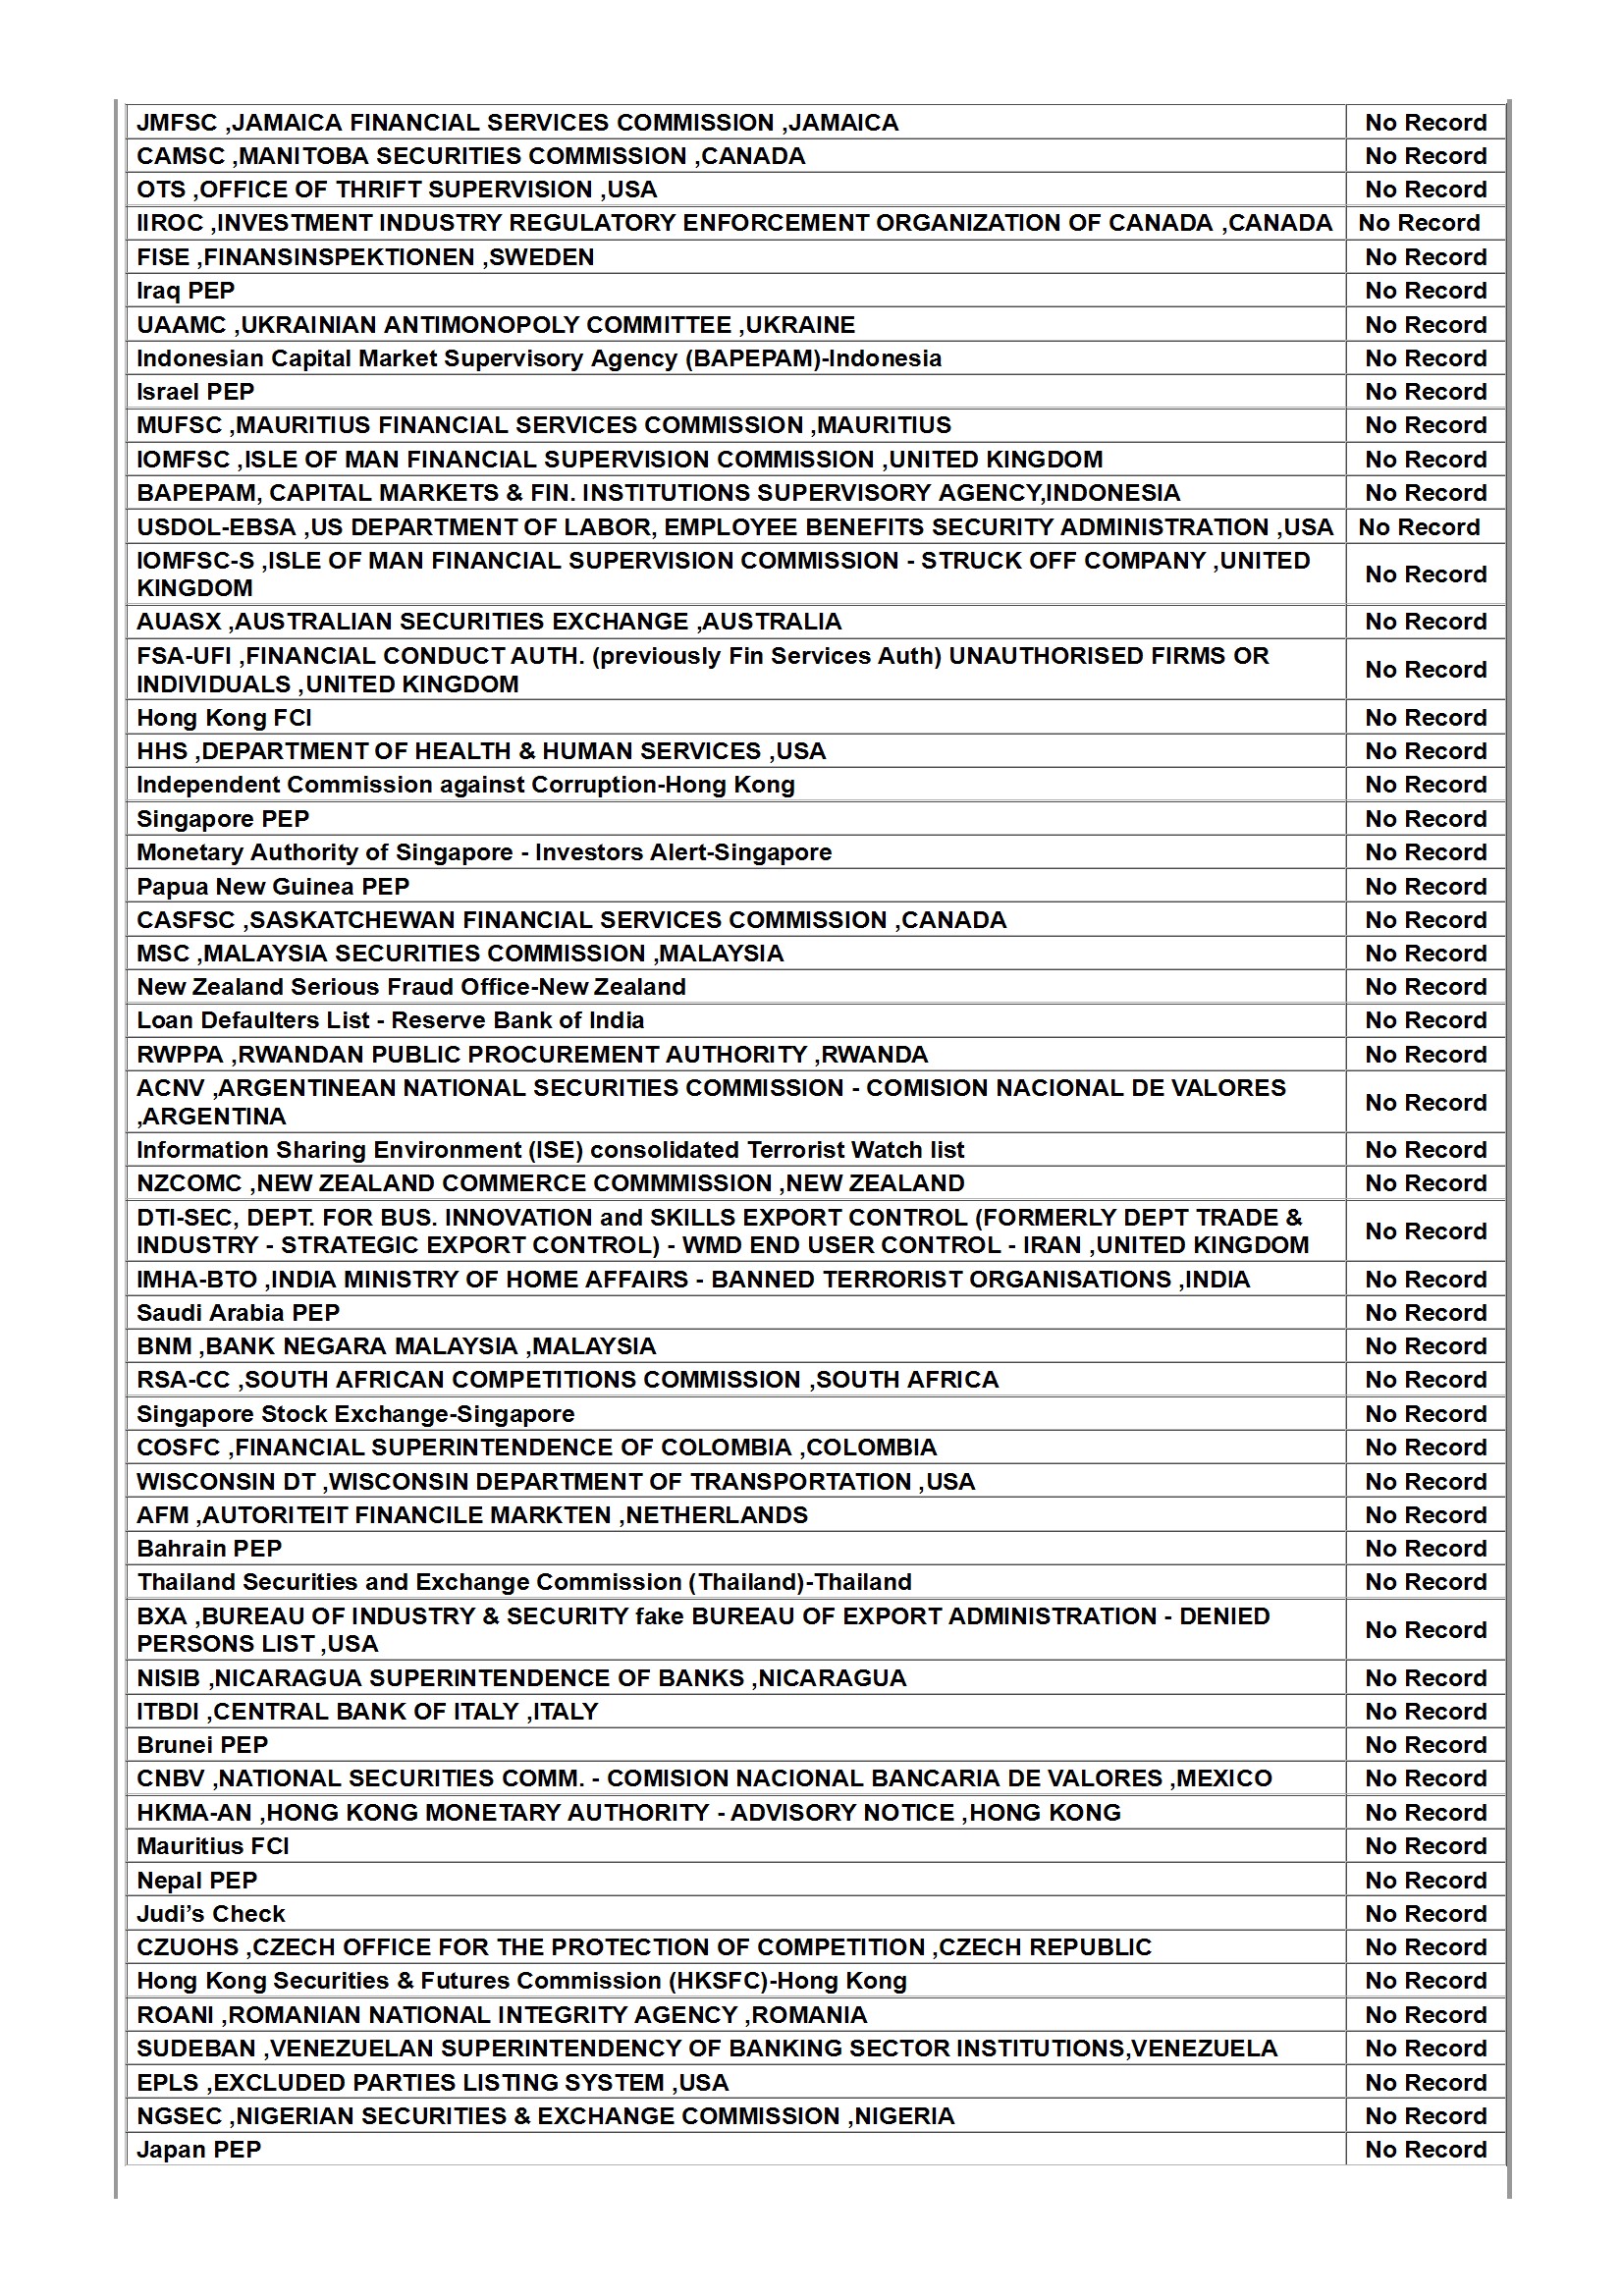 JMFSC ,JAMAICA FINANCIAL SERVICES COMMISSION ,JAMAICA No Record
CAMSC ,MANITOBA SECURITIES COMMISSION ,CANADA No Record
OTS ,OFFICE OF THRIFT SUPERVISION ,USA No Record
IIROC ,INVESTMENT INDUSTRY REGULATORY ENFORCEMENT ORGANIZATION OF CANADA ,CANADA No Record
FISE ,FINANSINSPEKTIONEN ,SWEDEN No Record
Iraq PEP No Record
UAAMC ,UKRAINIAN ANTIMONOPOLY COMMITTEE ,UKRAINE No Record
Indonesian Capital Market Supervisory Agency (BAPEPAM)-Indonesia No Record
Israel PEP No Record
MUFSC ,MAURITIUS FINANCIAL SERVICES COMMISSION ,MAURITIUS No Record
IOMFSC ,ISLE OF MAN FINANCIAL SUPERVISION COMMISSION ,UNITED KINGDOM No Record
BAPEPAM, CAPITAL MARKETS & FIN. INSTITUTIONS SUPERVISORY AGENCY,INDONESIA No Record
USDOL-EBSA ,US DEPARTMENT OF LABOR, EMPLOYEE BENEFITS SECURITY ADMINISTRATION ,USA No Record
IOMFSC-S ,ISLE OF MAN FINANCIAL SUPERVISION COMMISSION - STRUCK OFF COMPANY ,UNITED
KINGDOM No Record
AUASX ,AUSTRALIAN SECURITIES EXCHANGE ,AUSTRALIA No Record
FSA-UFI ,FINANCIAL CONDUCT AUTH. (previously Fin Services Auth) UNAUTHORISED FIRMS OR
INDIVIDUALS ,UNITED KINGDOM No Record
Hong Kong FCI No Record
HHS ,DEPARTMENT OF HEALTH & HUMAN SERVICES ,USA No Record
Independent Commission against Corruption-Hong Kong No Record
Singapore PEP No Record
Monetary Authority of Singapore - Investors Alert-Singapore No Record
Papua New Guinea PEP No Record
CASFSC ,SASKATCHEWAN FINANCIAL SERVICES COMMISSION ,CANADA No Record
MSC ,MALAYSIA SECURITIES COMMISSION ,MALAYSIA No Record
New Zealand Serious Fraud Office-New Zealand No Record
Loan Defaulters List - Reserve Bank of India No Record
RWPPA ,RWANDAN PUBLIC PROCUREMENT AUTHORITY ,RWANDA No Record
ACNV ,ARGENTINEAN NATIONAL SECURITIES COMMISSION - COMISION NACIONAL DE VALORES
,ARGENTINA No Record
Information Sharing Environment (ISE) consolidated Terrorist Watch list No Record
NZCOMC ,NEW ZEALAND COMMERCE COMMMISSION ,NEW ZEALAND No Record
DTI-SEC, DEPT. FOR BUS. INNOVATION and SKILLS EXPORT CONTROL (FORMERLY DEPT TRADE &
INDUSTRY - STRATEGIC EXPORT CONTROL) - WMD END USER CONTROL - IRAN ,UNITED KINGDOM No Record
IMHA-BTO ,INDIA MINISTRY OF HOME AFFAIRS - BANNED TERRORIST ORGANISATIONS ,INDIA No Record
Saudi Arabia PEP No Record
BNM ,BANK NEGARA MALAYSIA ,MALAYSIA No Record
RSA-CC ,SOUTH AFRICAN COMPETITIONS COMMISSION ,SOUTH AFRICA No Record
Singapore Stock Exchange-Singapore No Record
COSFC ,FINANCIAL SUPERINTENDENCE OF COLOMBIA ,COLOMBIA No Record
WISCONSIN DT ,WISCONSIN DEPARTMENT OF TRANSPORTATION ,USA No Record
AFM ,AUTORITEIT FINANCILE MARKTEN ,NETHERLANDS No Record
Bahrain PEP No Record
Thailand Securities and Exchange Commission (Thailand)-Thailand No Record
BXA ,BUREAU OF INDUSTRY & SECURITY fake BUREAU OF EXPORT ADMINISTRATION - DENIED
PERSONS LIST ,USA No Record
NISIB ,NICARAGUA SUPERINTENDENCE OF BANKS ,NICARAGUA No Record
ITBDI ,CENTRAL BANK OF ITALY ,ITALY No Record
Brunei PEP No Record
CNBV ,NATIONAL SECURITIES COMM. - COMISION NACIONAL BANCARIA DE VALORES ,MEXICO No Record
HKMA-AN ,HONG KONG MONETARY AUTHORITY - ADVISORY NOTICE ,HONG KONG No Record
Mauritius FCI No Record
Nepal PEP No Record
Judi’s Check No Record
CZUOHS ,CZECH OFFICE FOR THE PROTECTION OF COMPETITION ,CZECH REPUBLIC No Record
Hong Kong Securities & Futures Commission (HKSFC)-Hong Kong No Record
ROANI ,ROMANIAN NATIONAL INTEGRITY AGENCY ,ROMANIA No Record
SUDEBAN ,VENEZUELAN SUPERINTENDENCY OF BANKING SECTOR INSTITUTIONS,VENEZUELA No Record
EPLS ,EXCLUDED PARTIES LISTING SYSTEM ,USA No Record
NGSEC ,NIGERIAN SECURITIES & EXCHANGE COMMISSION ,NIGERIA No Record
Japan PEP No Record